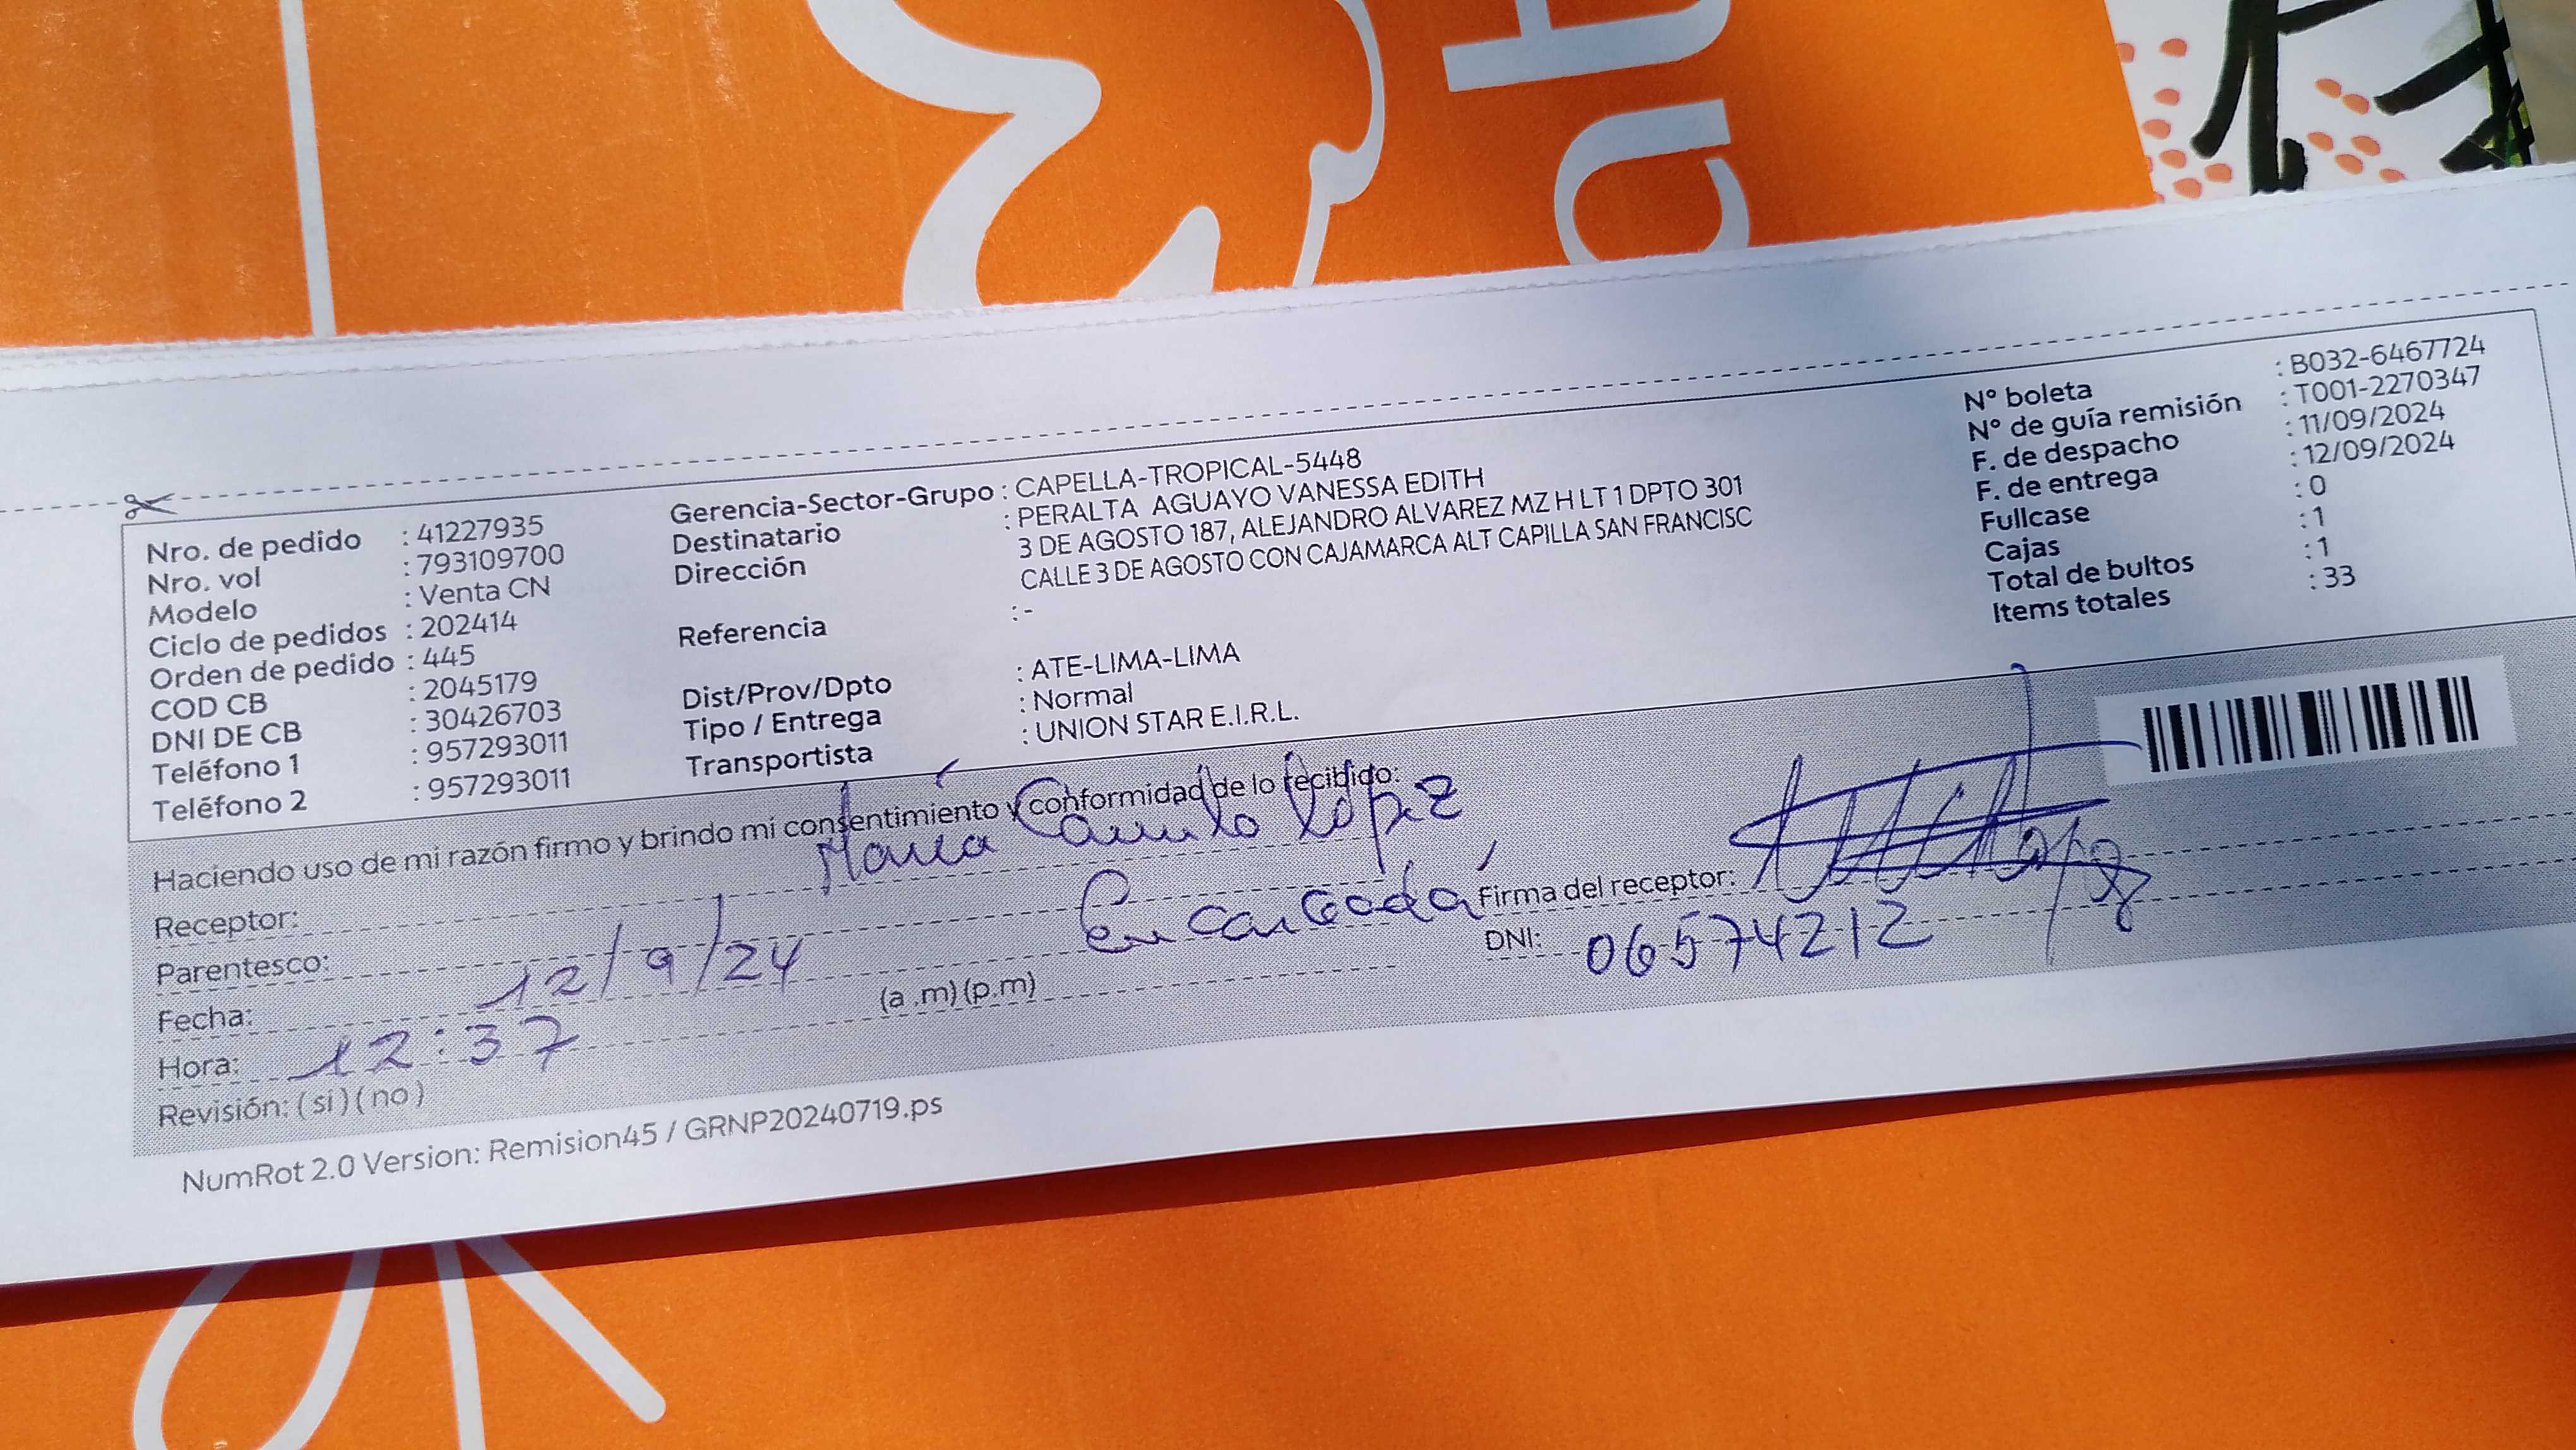 at
Nro. de pedido : 41227935
Nro. vol : 793109700
Modelo : Venta CN
Ciclo de pedidos : 202414
Orden de pedido : 445
COD CB : 2045179
DNI DE CB : 30426703
Teléfono 1 : 957293011
Teléfono 2 : 957293011
Gerencia-Sector-Grupo : CAPELLA-TROPICAL-5448
Destinatario : PERALTA AGUAYO VANESSA EDITH
Dirección 3 DE AGOSTO 187, ALEJANDRO ALVAREZ MZ H LT 1 DPTO 301
CALLE 3 DE AGOSTO CON CAJAMARCA ALT CAPILLA SAN FRANCISC
Referencia : -
Dist/Prov/Dpto : ATE-LIMA-LIMA
Tipo / Entrega : Normal
Transportista : UNION STAR E.I.R.L.
N° boleta : B032-6467724
N° de guía remisión : T001-2270347
F. de despacho : 11/09/2024
F. de entrega : 12/09/2024
Fullcase : 0
Cajas : 1
Total de bultos : 1
Items totales : 33
Haciendo uso de mi razón firmo y brindo mi consentimiento y conformidad de lo recibido:
Receptor: María Camilo López
Parentesco: Encargada Firma del receptor:
Fecha: 12/9/24 DNI: 06574212
Hora: 12:37 (a .m) (p.m)
Revisión: ( si ) ( no )
NumRot 2.0 Version: Remision45 / GRNP20240719.ps